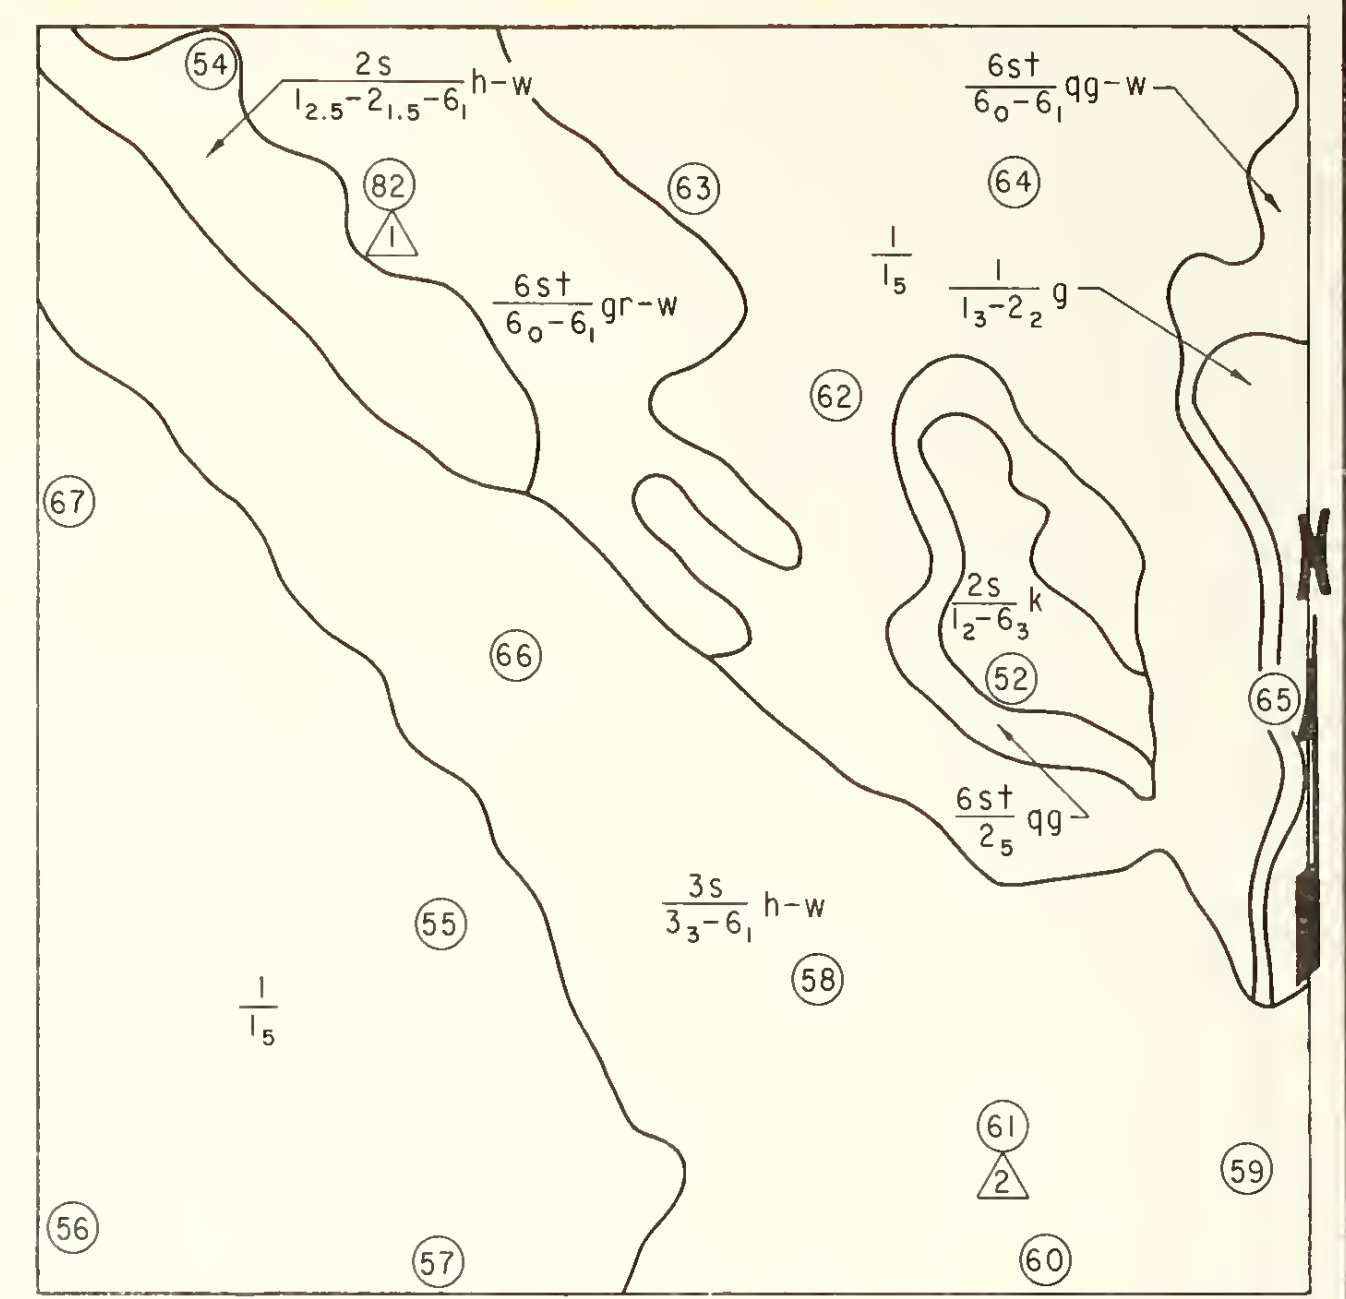 54
2s
1₂.₅-2₁.₅-6₁ h-w
6st
6₀-6₁ qg-w
82
1
63
64
1
1₅
6st
6₀-6₁ gr-w
1
1₃-2₂ g
62
67
2s
1₂-6₃ k
66
52
65
6st
2₅ qg
3s
3₃-6₁ h-w
55
58
1
1₅
61
2
59
56
57
60